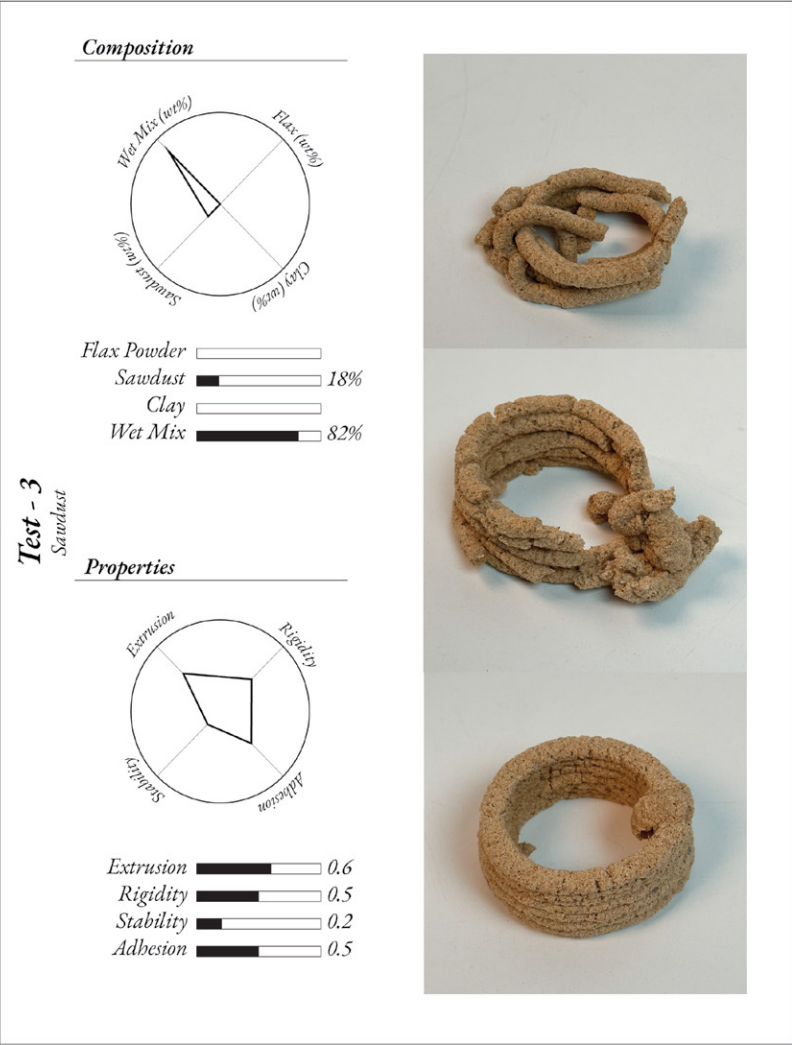 Composition
Wet Mix (wt%)
Flax (wt%)
Sawdust (wt%)
Clay (wt%)
Flax Powder
Sawdust 18%
Clay
Wet Mix 82%
Test - 3
Sawdust
Properties
Extrusion
Rigidity
Stability
Adhesion
Extrusion 0.6
Rigidity 0.5
Stability 0.2
Adhesion 0.5